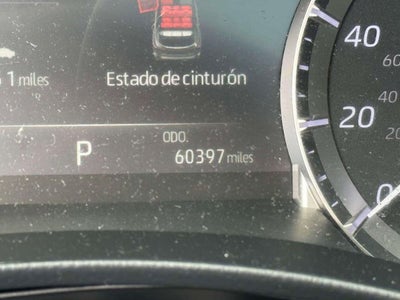 1 miles
Estado de cinturón
P
ODO.
60397 miles
40
60
40
20
20
0